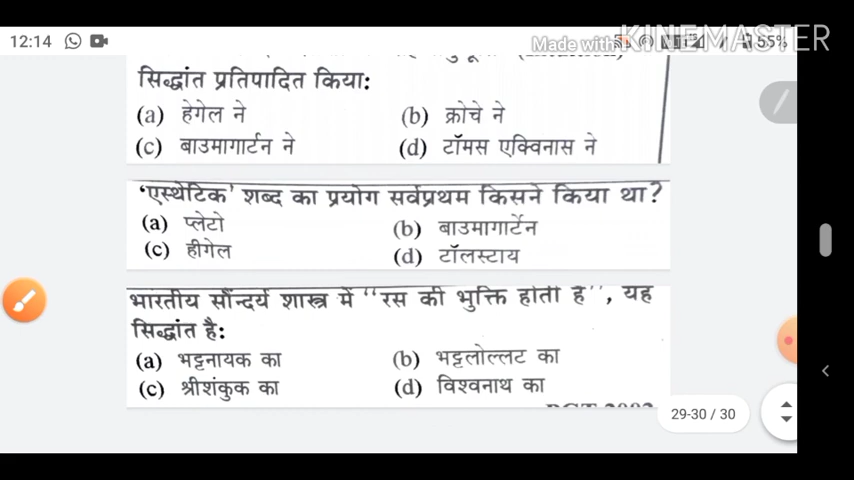 12:14
Made with KINEMASTER
55%
सिद्धांत प्रतिपादित किया:
(a) हेगेल ने (b) क्रोचे ने
(c) बाउमागार्टन ने (d) टॉमस एक्विनास ने
‘एस्थेटिक’ शब्द का प्रयोग सर्वप्रथम किसने किया था?
(a) प्लेटो (b) बाउमागार्टेन
(c) हीगेल (d) टॉलस्टाय
भारतीय सौंन्दर्य शास्त्र में ‘‘रस की भुक्ति होती है’’, यह
सिद्धांत है:
(a) भट्टनायक का (b) भट्टलोल्लट का
(c) श्रीशंकुक का (d) विश्वनाथ का
29-30 / 30